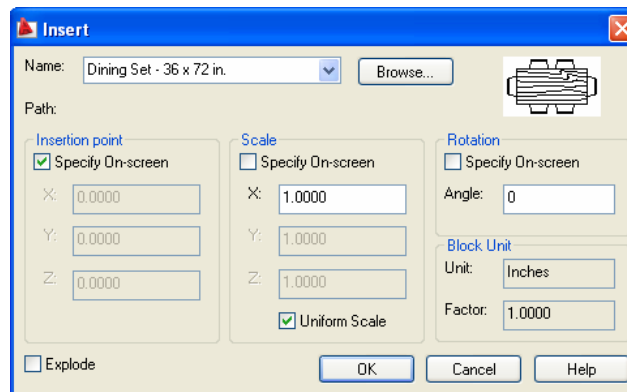 Insert
Name: Dining Set - 36 x 72 in. Browse...
Path:
Insertion point
Specify On-screen
X: 0.0000
Y: 0.0000
Z: 0.0000
Scale
Specify On-screen
X: 1.0000
Y: 1.0000
Z: 1.0000
Uniform Scale
Rotation
Specify On-screen
Angle: 0
Block Unit
Unit: Inches
Factor: 1.0000
Explode
OK Cancel Help